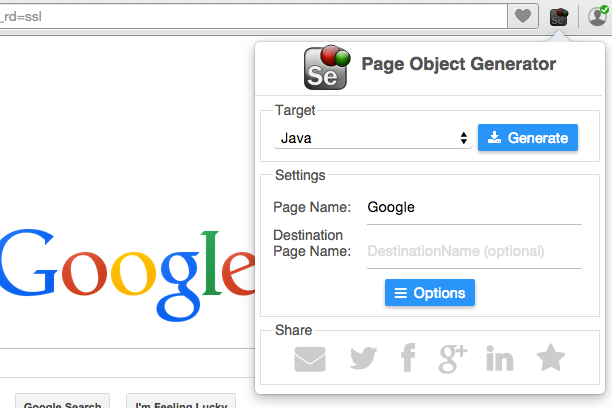 _rd=ssl
Se
Page Object Generator
Target
Java
Generate
Settings
Page Name: Google
Destination
Page Name: DestinationName (optional)
Options
Share
Google
Google Search
I'm Feeling Lucky